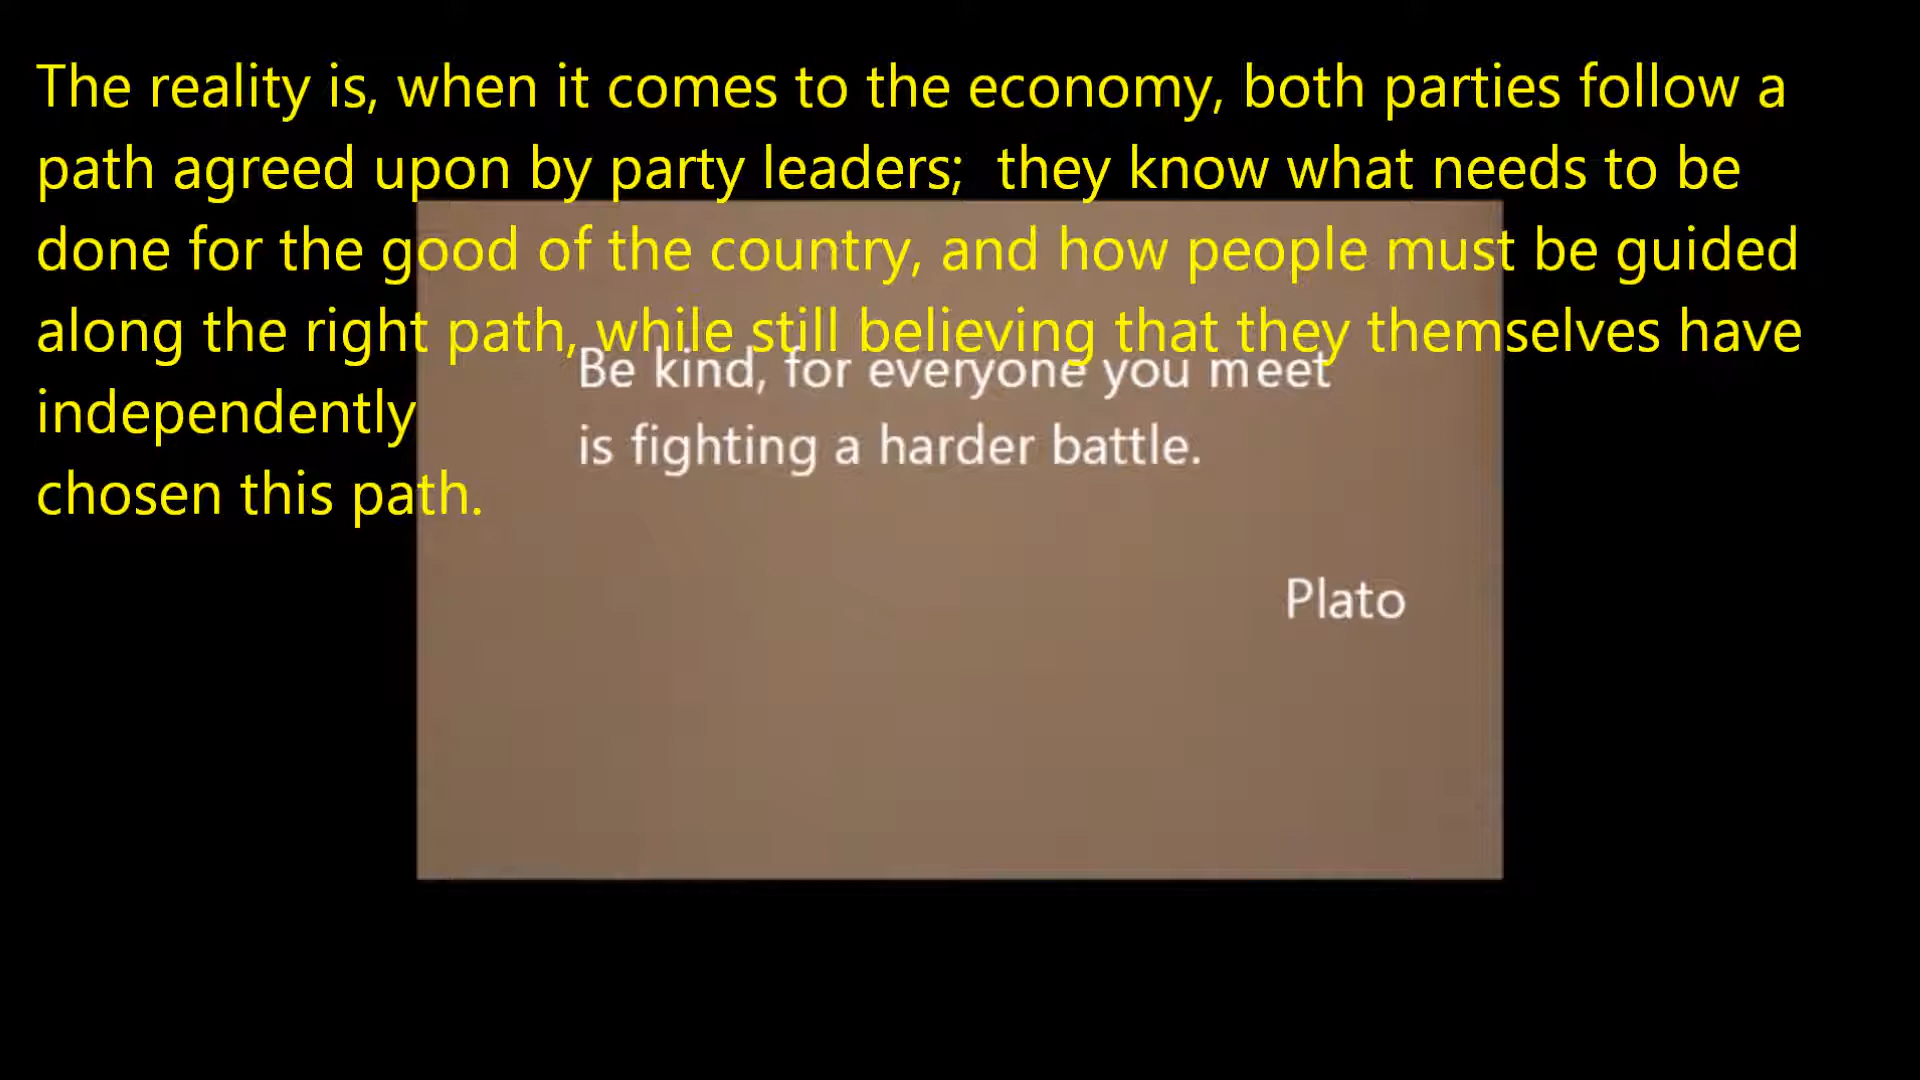 The reality is, when it comes to the economy, both parties follow a
path agreed upon by party leaders;  they know what needs to be
done for the good of the country, and how people must be guided
along the right path, while still believing that they themselves have
independently
chosen this path.
Be kind, for everyone you meet
is fighting a harder battle.
Plato